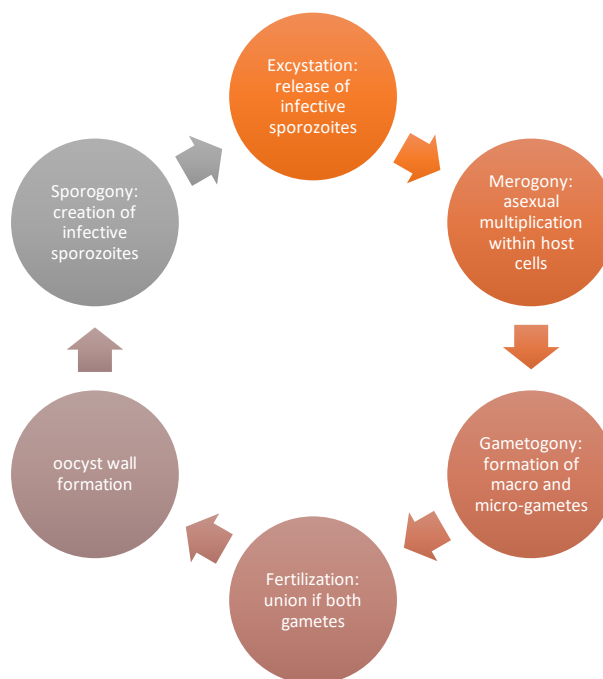 Excystation:
release of
infective
sporozoites
Merogony:
asexual
multiplication
within host
cells
Gametogony:
formation of
macro and
micro-gametes
Fertilization:
union if both
gametes
oocyst wall
formation
Sporogony:
creation of
infective
sporozoites